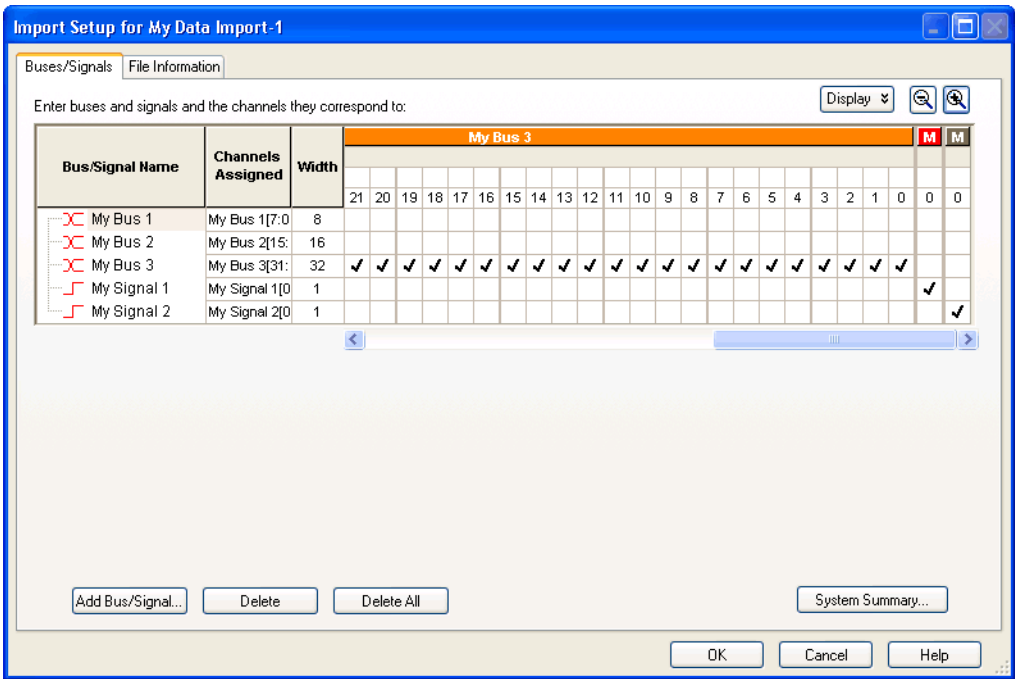 Import Setup for My Data Import-1
Buses/Signals File Information
Enter buses and signals and the channels they correspond to:
Display
Bus/Signal Name Channels Assigned Width My Bus 3 M M
21 20 19 18 17 16 15 14 13 12 11 10 9 8 7 6 5 4 3 2 1 0 0 0
My Bus 1 My Bus 1[7:0 8
My Bus 2 My Bus 2[15: 16
My Bus 3 My Bus 3[31: 32
My Signal 1 My Signal 1[0 1
My Signal 2 My Signal 2[0 1
Add Bus/Signal... Delete Delete All System Summary...
OK Cancel Help